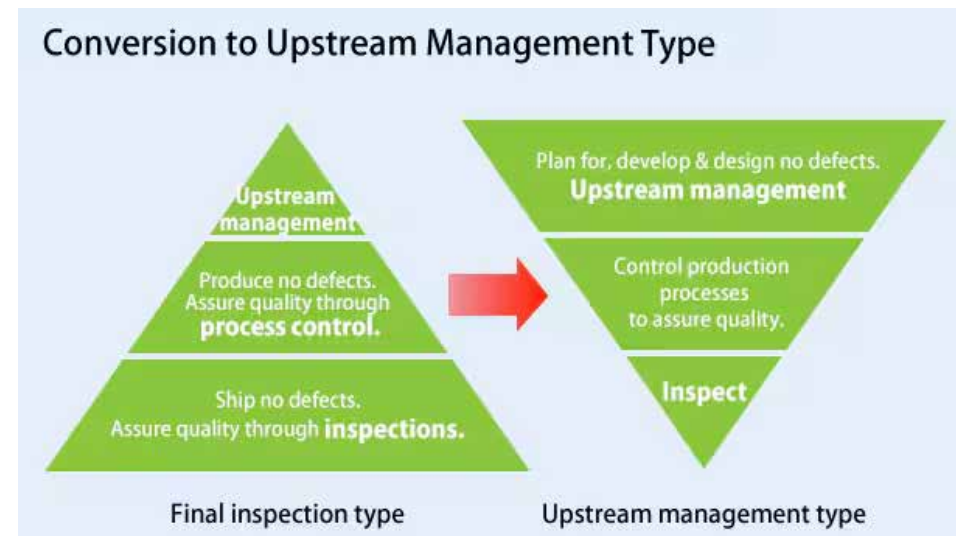 Conversion to Upstream Management Type
Upstream
management
Produce no defects.
Assure quality through
process control.
Ship no defects.
Assure quality through inspections.
Final inspection type
Plan for, develop & design no defects.
Upstream management
Control production
processes
to assure quality.
Inspect
Upstream management type